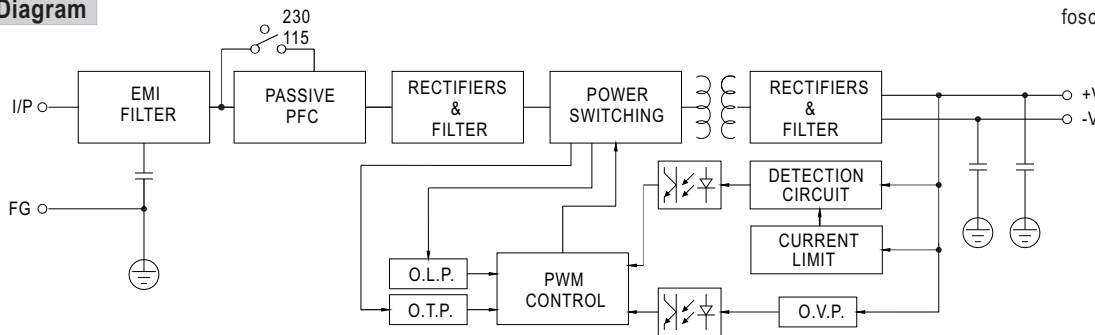 Diagram
fosc
230
115
I/P
EMI
FILTER
PASSIVE
PFC
RECTIFIERS
&
FILTER
POWER
SWITCHING
RECTIFIERS
&
FILTER
+V
-V
FG
DETECTION
CIRCUIT
CURRENT
LIMIT
O.L.P.
O.T.P.
PWM
CONTROL
O.V.P.